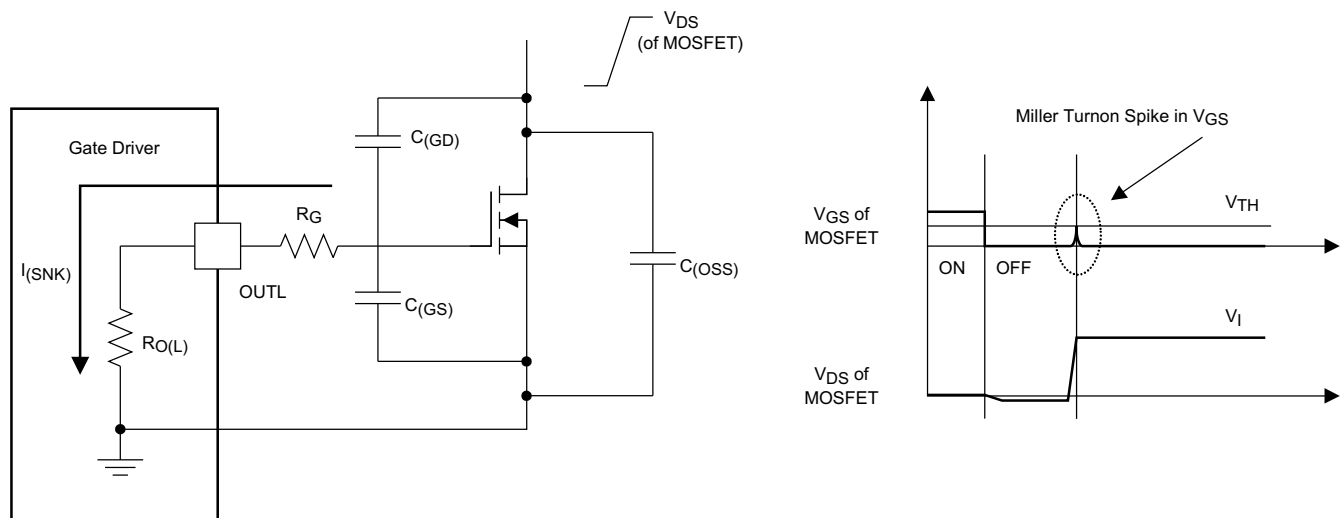 VDS
(of MOSFET)
Gate Driver
C(GD)
RG
I(SNK)
OUTL
C(GS)
C(OSS)
RO(L)
Miller Turnon Spike in VGS
VTH
VGS of
MOSFET
ON
OFF
VI
VDS of
MOSFET